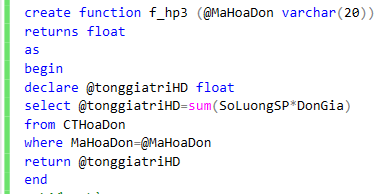 create function f_hp3 (@MaHoaDon varchar(20))
returns float
as
begin
declare @tonggiatriHD float
select @tonggiatriHD=sum(SoLuongSP*DonGia)
from CTHoaDon
where MaHoaDon=@MaHoaDon
return @tonggiatriHD
end